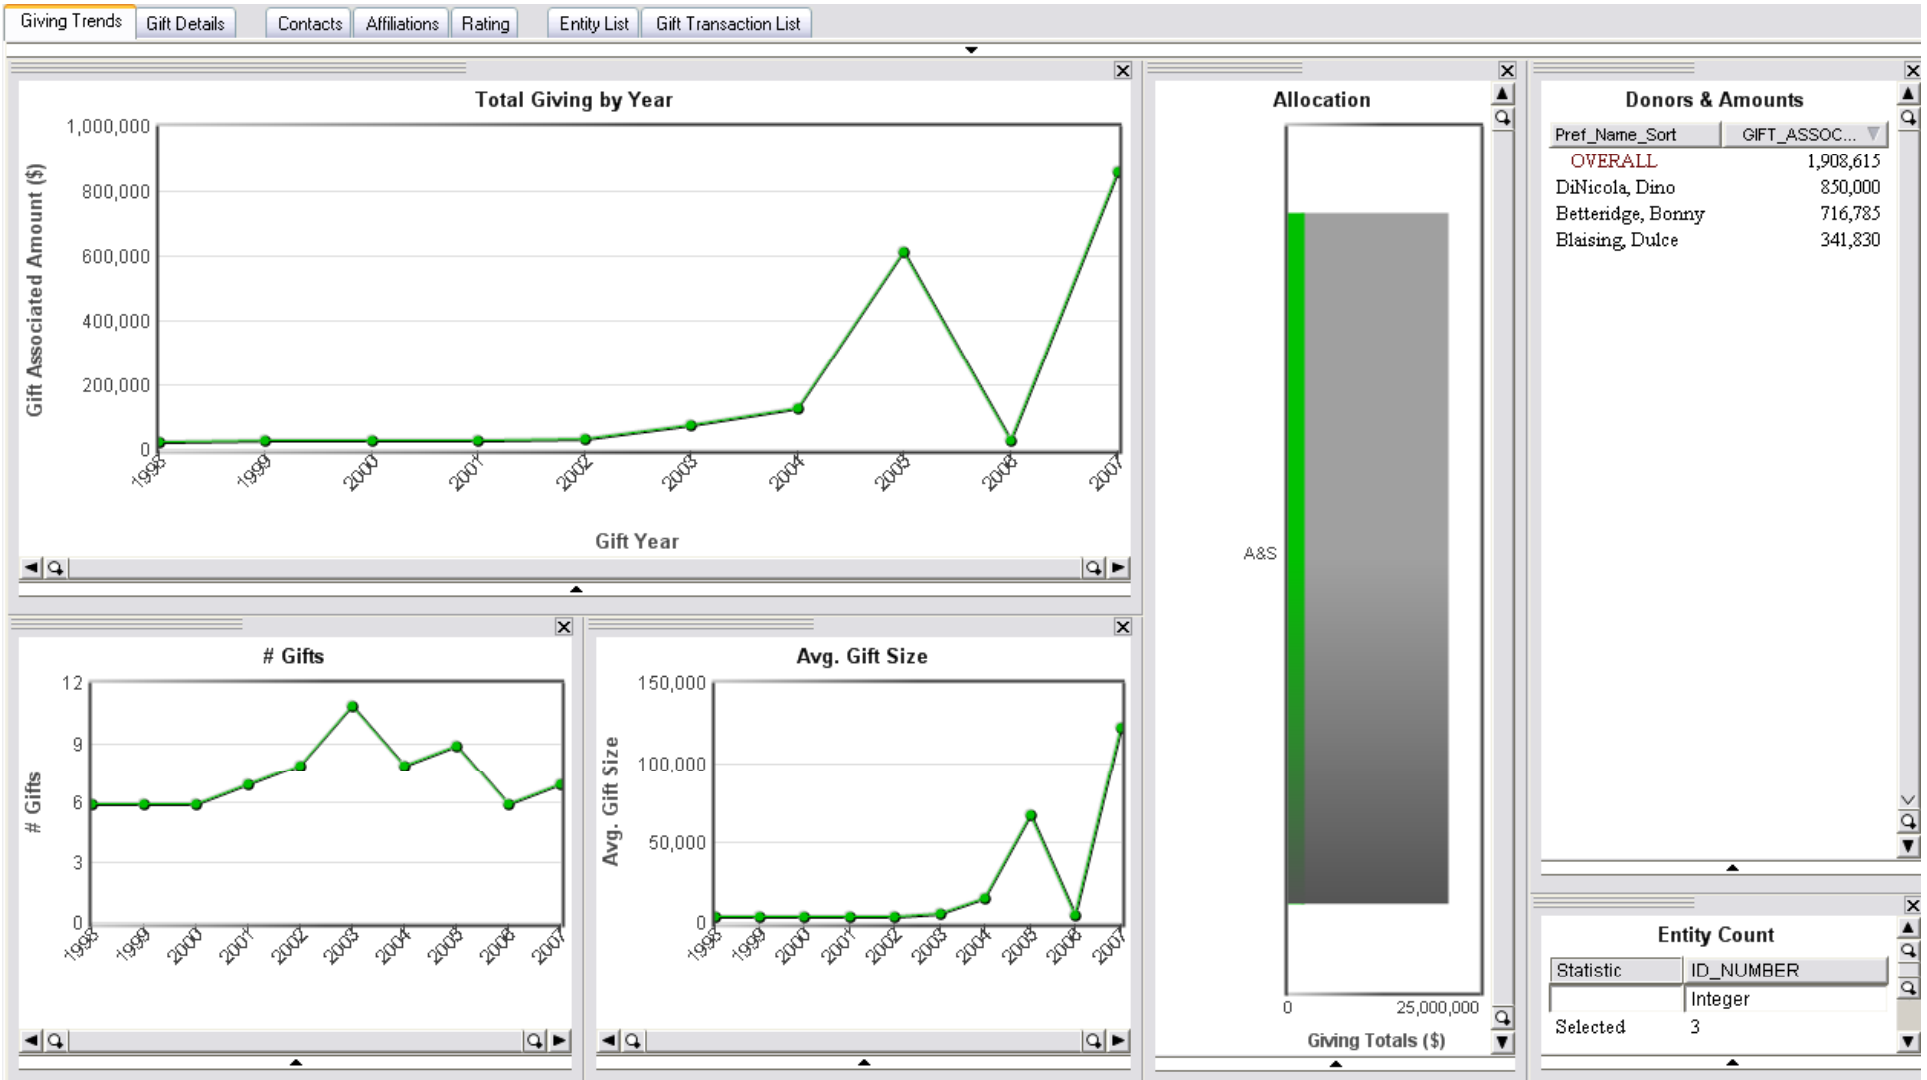 Giving Trends Gift Details Contacts Affiliations Rating Entity List Gift Transaction List
Total Giving by Year
Gift Associated Amount ($)
1,000,000
800,000
600,000
400,000
200,000
0
1998 1999 2000 2001 2002 2003 2004 2005 2006 2007
Gift Year
# Gifts
# Gifts
12
9
6
3
0
1998 1999 2000 2001 2002 2003 2004 2005 2006 2007
Avg. Gift Size
Avg. Gift Size
150,000
100,000
50,000
0
1998 1999 2000 2001 2002 2003 2004 2005 2006 2007
Allocation
A&S
0 25,000,000
Giving Totals ($)
Donors & Amounts
Pref_Name_Sort GIFT_ASSOC...
OVERALL 1,908,615
DiNicola, Dino 850,000
Betteridge, Bonny 716,785
Blaising, Dulce 341,830
Entity Count
Statistic ID_NUMBER
Integer
Selected 3